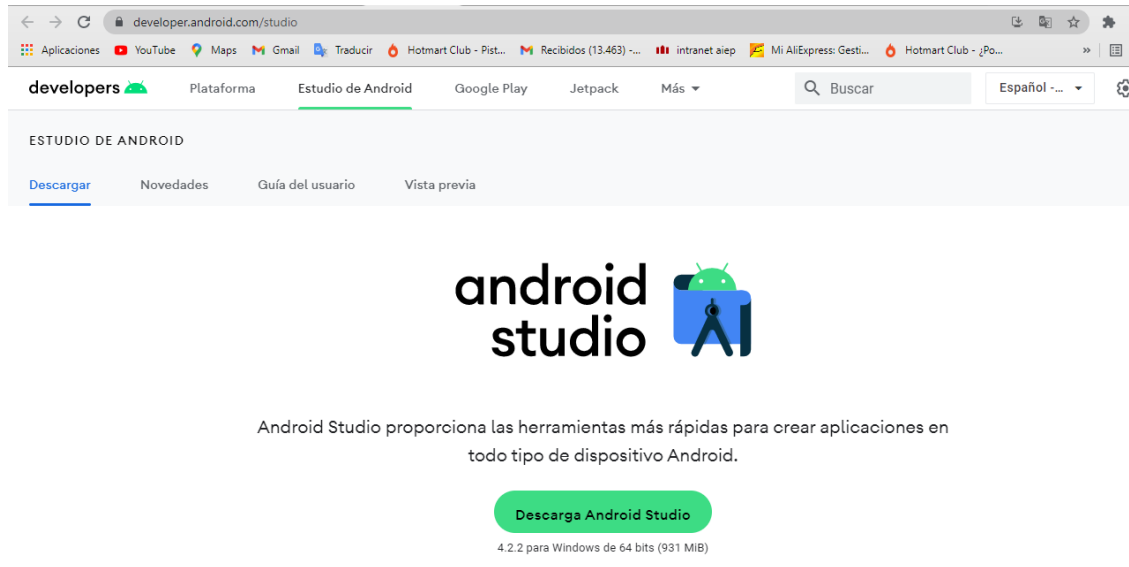 developer.android.com/studio
Aplicaciones YouTube Maps Gmail Traducir Hotmart Club - Pist... Recibidos (13.463) -... intranet aiep Mi AliExpress: Gesti... Hotmart Club - ¿Po... »
developers Plataforma Estudio de Android Google Play Jetpack Más Buscar Español -...
ESTUDIO DE ANDROID
Descargar Novedades Guía del usuario Vista previa
android
studio
Android Studio proporciona las herramientas más rápidas para crear aplicaciones en
todo tipo de dispositivo Android.
Descarga Android Studio
4.2.2 para Windows de 64 bits (931 MiB)